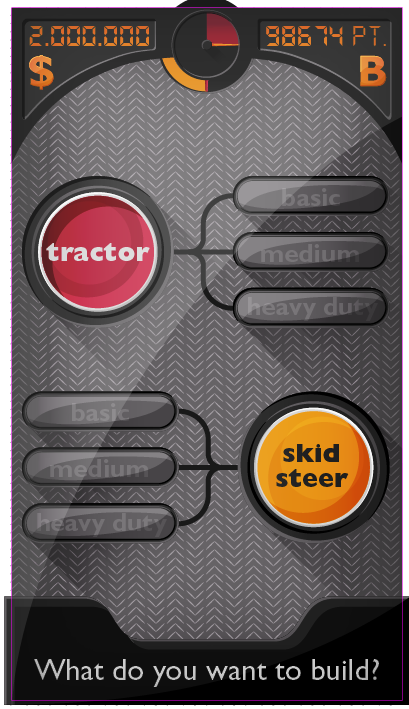 2.000.000
98674 PT.
$
B
tractor
basic
medium
heavy duty
basic
medium
heavy duty
skid
steer
What do you want to build?